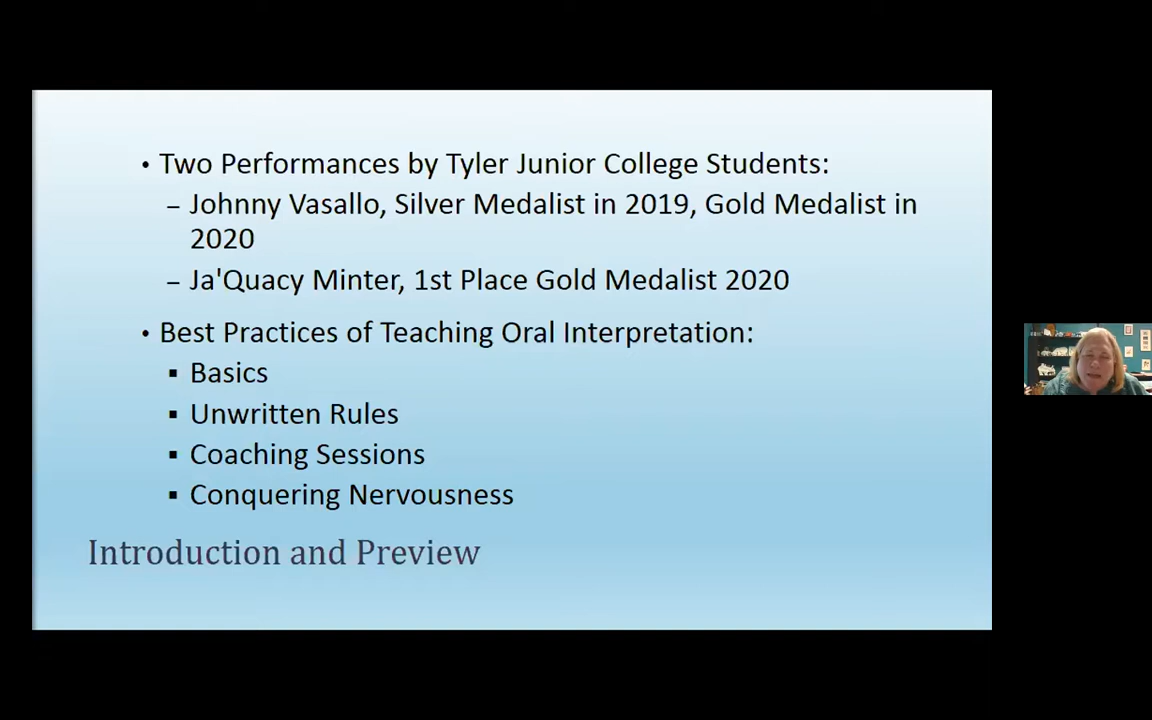 • Two Performances by Tyler Junior College Students:
– Johnny Vasallo, Silver Medalist in 2019, Gold Medalist in
2020
– Ja'Quacy Minter, 1st Place Gold Medalist 2020
• Best Practices of Teaching Oral Interpretation:
▪ Basics
▪ Unwritten Rules
▪ Coaching Sessions
▪ Conquering Nervousness
Introduction and Preview